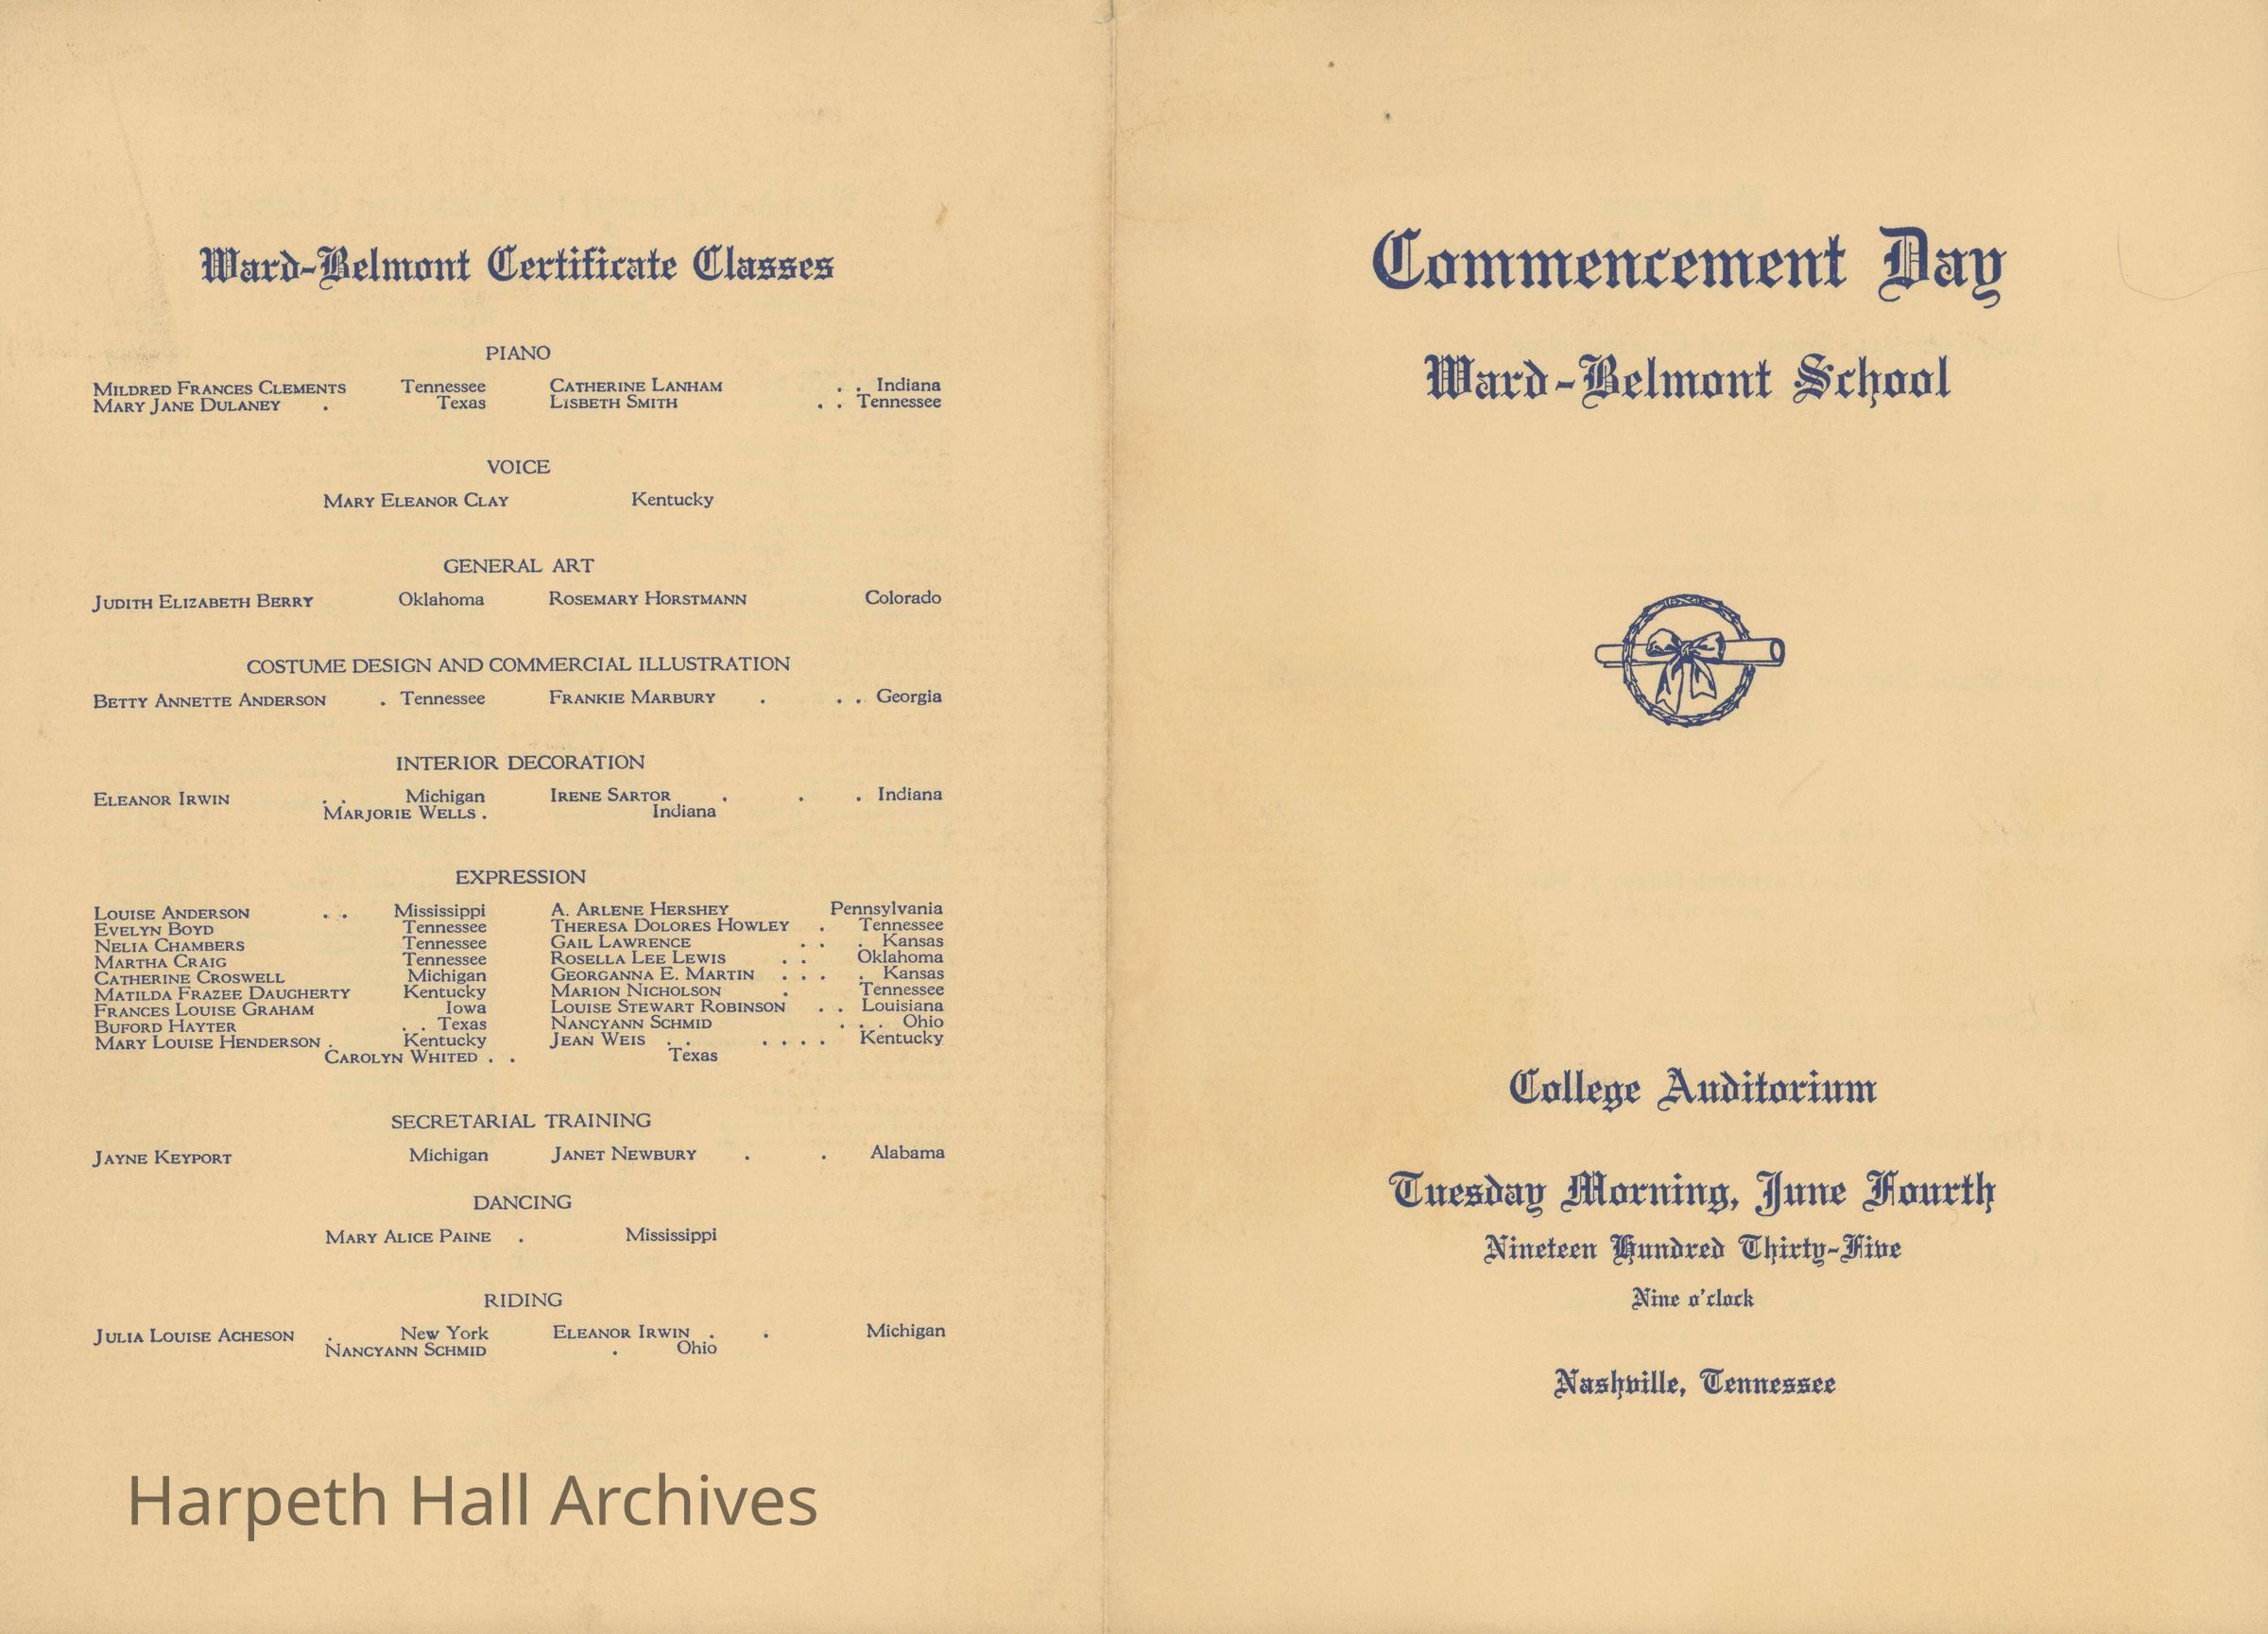 Ward-Belmont Certificate Classes
PIANO
MILDRED FRANCES CLEMENTS Tennessee CATHERINE LANHAM . . Indiana
MARY JANE DULANEY . Texas LISBETH SMITH . . Tennessee
VOICE
MARY ELEANOR CLAY Kentucky
GENERAL ART
JUDITH ELIZABETH BERRY Oklahoma ROSEMARY HORSTMANN Colorado
COSTUME DESIGN AND COMMERCIAL ILLUSTRATION
BETTY ANNETTE ANDERSON . Tennessee FRANKIE MARBURY . . . Georgia
INTERIOR DECORATION
ELEANOR IRWIN . . Michigan IRENE SARTOR . . . Indiana
MARJORIE WELLS . Indiana
EXPRESSION
LOUISE ANDERSON . . Mississippi A. ARLENE HERSHEY Pennsylvania
EVELYN BOYD Tennessee THERESA DOLORES HOWLEY . Tennessee
NELIA CHAMBERS Tennessee GAIL LAWRENCE . . . Kansas
MARTHA CRAIG Tennessee ROSELLA LEE LEWIS . . Oklahoma
CATHERINE CROSWELL Michigan GEORGANNA E. MARTIN . . . . Kansas
MATILDA FRAZEE DAUGHERTY Kentucky MARION NICHOLSON . Tennessee
FRANCES LOUISE GRAHAM Iowa LOUISE STEWART ROBINSON . . Louisiana
BUFORD HAYTER . . Texas NANCYANN SCHMID . . . Ohio
MARY LOUISE HENDERSON . Kentucky JEAN WEIS . . . . . . Kentucky
CAROLYN WHITED . . Texas
SECRETARIAL TRAINING
JAYNE KEYPORT Michigan JANET NEWBURY . . Alabama
DANCING
MARY ALICE PAINE . Mississippi
RIDING
JULIA LOUISE ACHESON . New York ELEANOR IRWIN . . Michigan
NANCYANN SCHMID . Ohio
Harpeth Hall Archives
Commencement Day
Ward-Belmont School
College Auditorium
Tuesday Morning, June Fourth
Nineteen Hundred Thirty-Five
Nine o'clock
Nashville, Tennessee